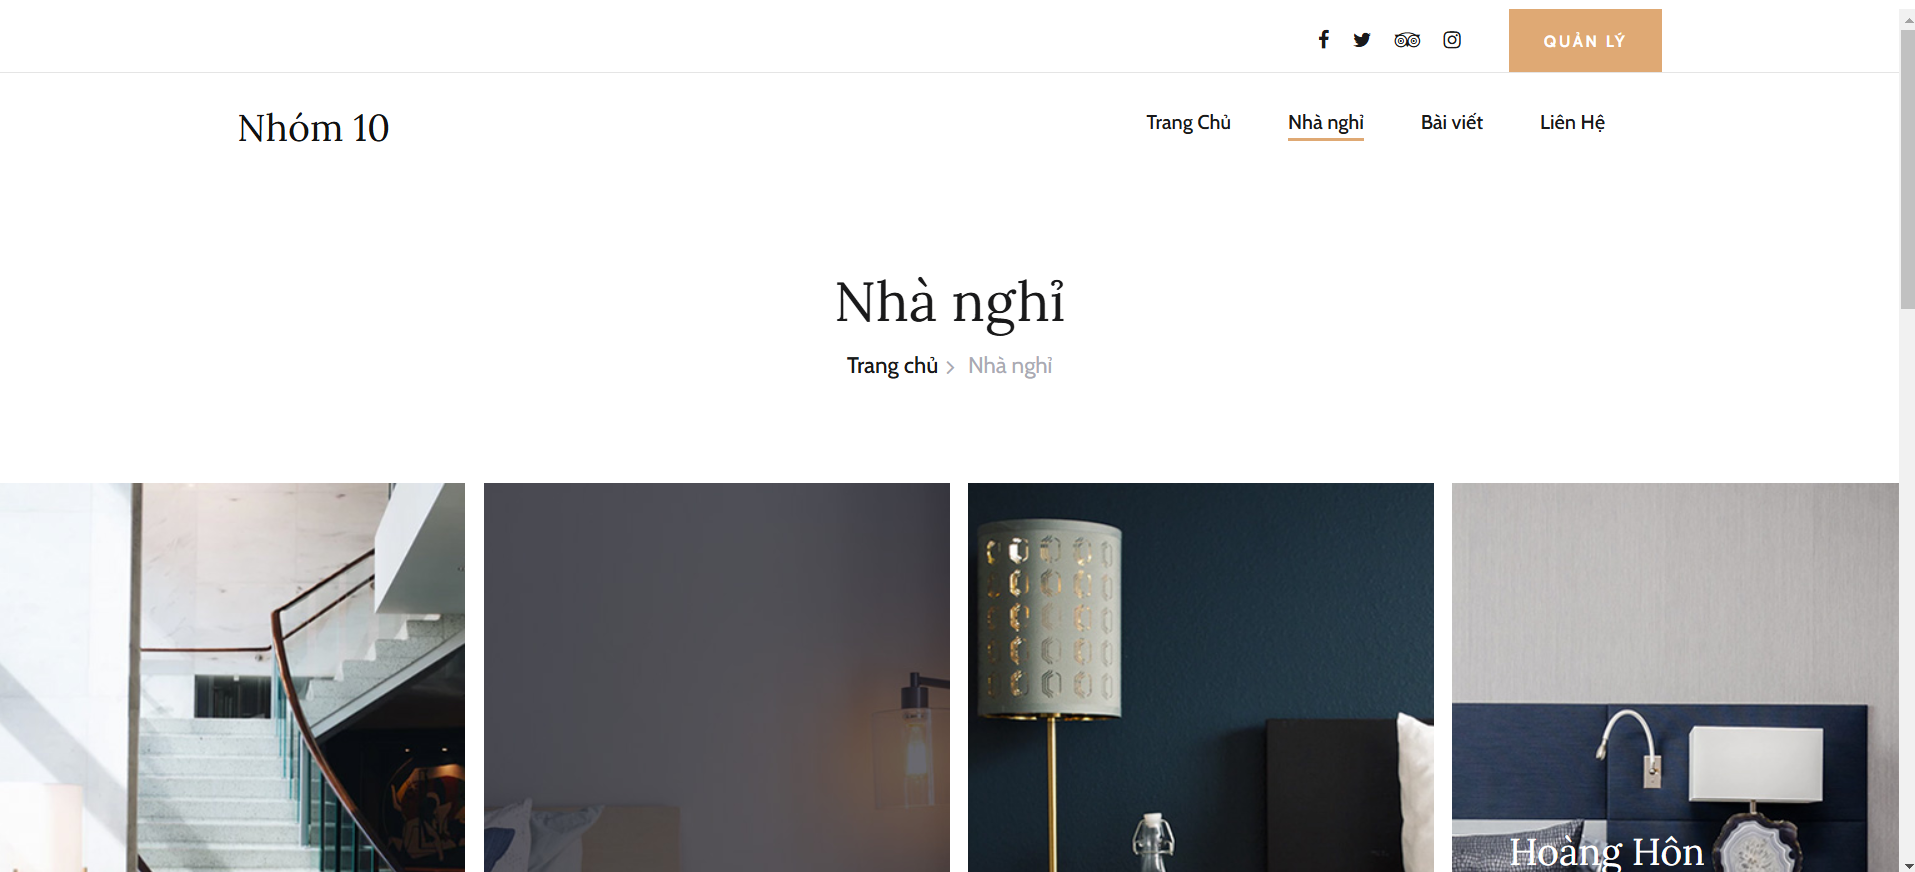 QUẢN LÝ
Nhóm 10
Trang Chủ
Nhà nghỉ
Bài viết
Liên Hệ
Nhà nghỉ
Trang chủ > Nhà nghỉ
Hoàng Hôn